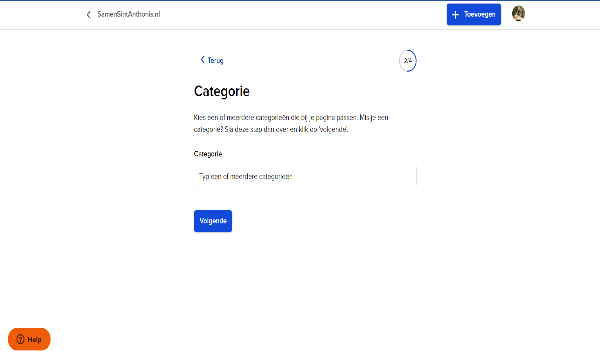 SamenSintAnthonis.nl
Toevoegen
Terug
2/4
Categorie
Kies een of meerdere categorieën die bij je pagina passen. Mis je een
categorie? Sla deze stap dan over en klik op 'Volgende'.
Categorie
Typ een of meerdere categorieën
Volgende
Help